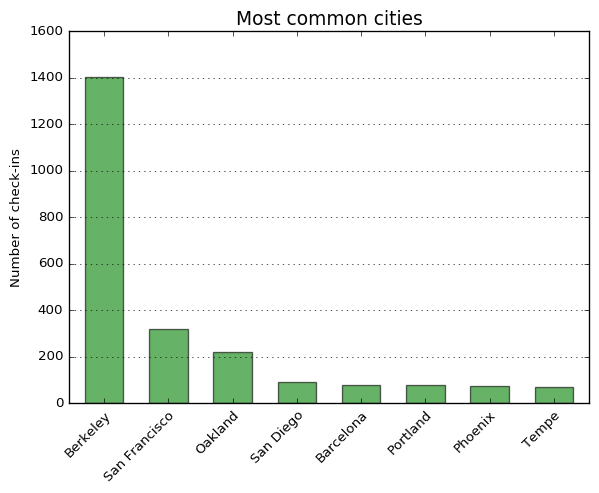 Most common cities
1600
1400
1200
1000
800
600
400
200
0
Number of check-ins
Berkeley
San Francisco
Oakland
San Diego
Barcelona
Portland
Phoenix
Tempe